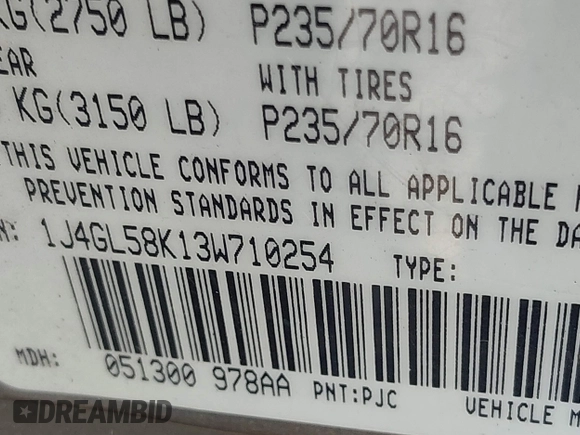 KG(2750 LB) P235/70R16
EAR WITH TIRES
KG(3150 LB) P235/70R16
THIS VEHICLE CONFORMS TO ALL APPLICABLE
PREVENTION STANDARDS IN EFFECT ON THE DA
N: 1J4GL58K13W710254 TYPE:
MDH: 051300 978AA PNT:PJC VEHICLE M
DREAMBID